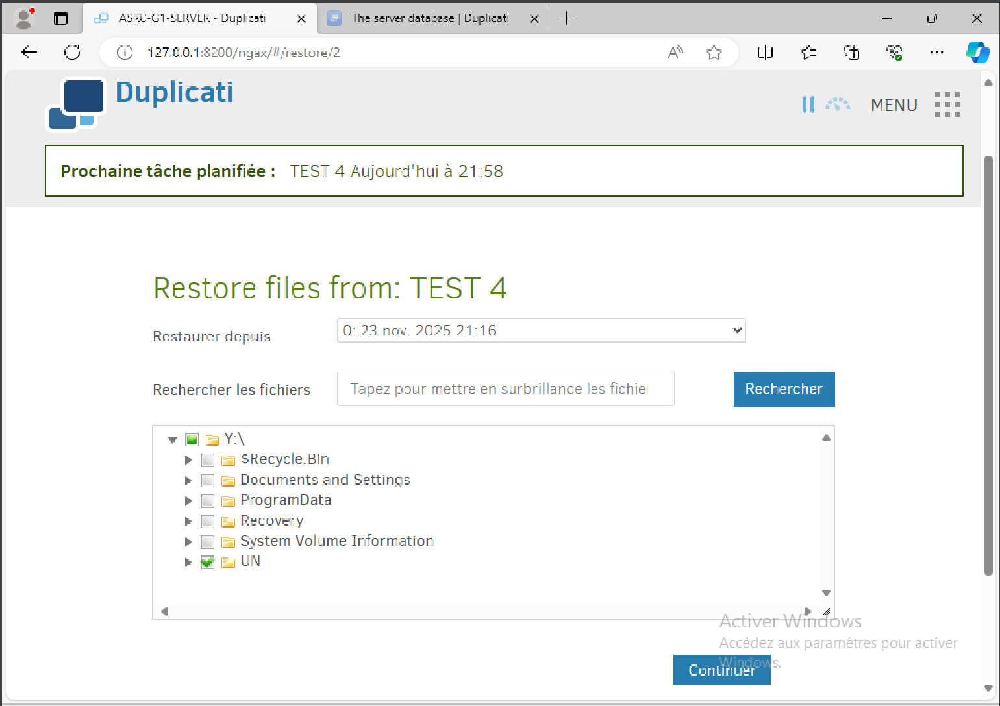 ASRC-G1-SERVER - Duplicati
The server database | Duplicati
127.0.0.1:8200/ngax/#/restore/2
Duplicati
MENU
Prochaine tâche planifiée : TEST 4 Aujourd'hui à 21:58
Restore files from: TEST 4
Restaurer depuis
0: 23 nov. 2025 21:16
Rechercher les fichiers
Tapez pour mettre en surbrillance les fichie
Rechercher
Y:\
$Recycle.Bin
Documents and Settings
ProgramData
Recovery
System Volume Information
UN
Activer Windows
Accédez aux paramètres pour activer
Windows.
Continuer